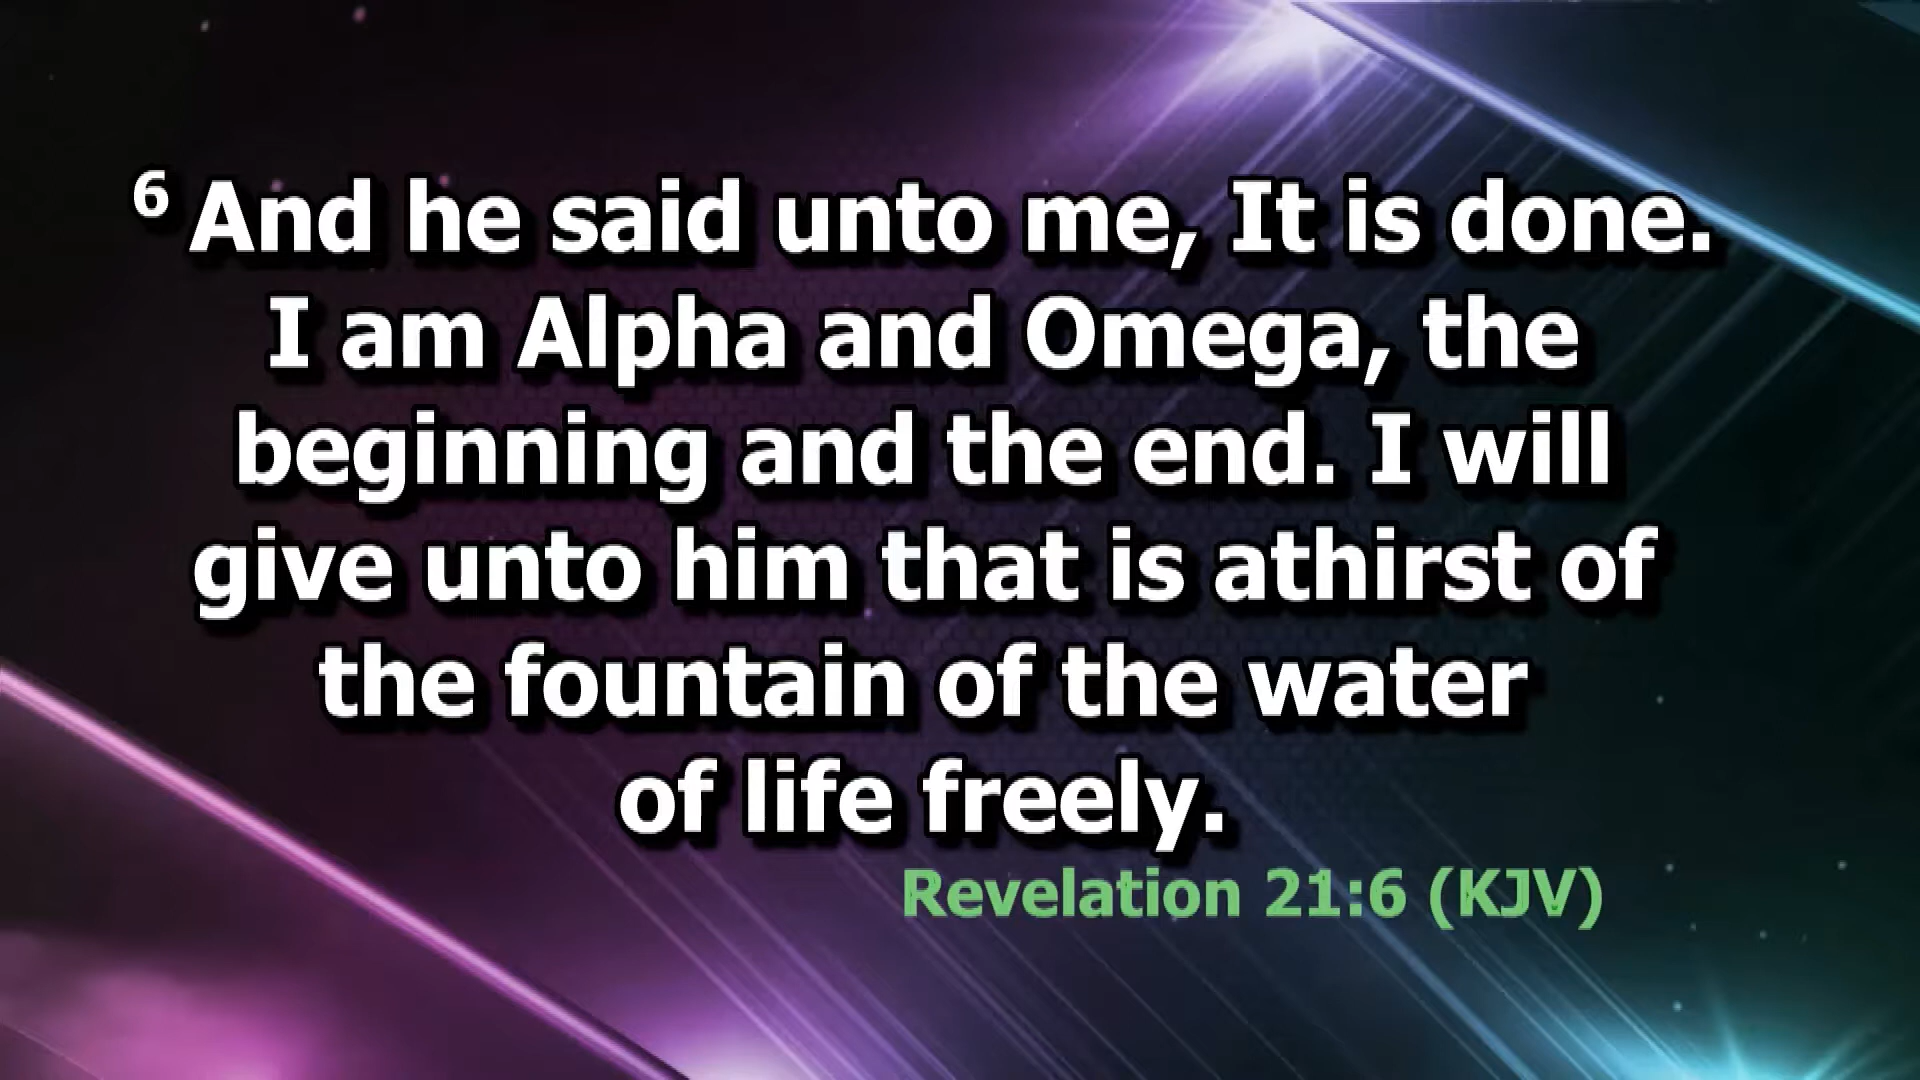 6 And he said unto me, It is done.
I am Alpha and Omega, the
beginning and the end. I will
give unto him that is athirst of
the fountain of the water
of life freely.
Revelation 21:6 (KJV)